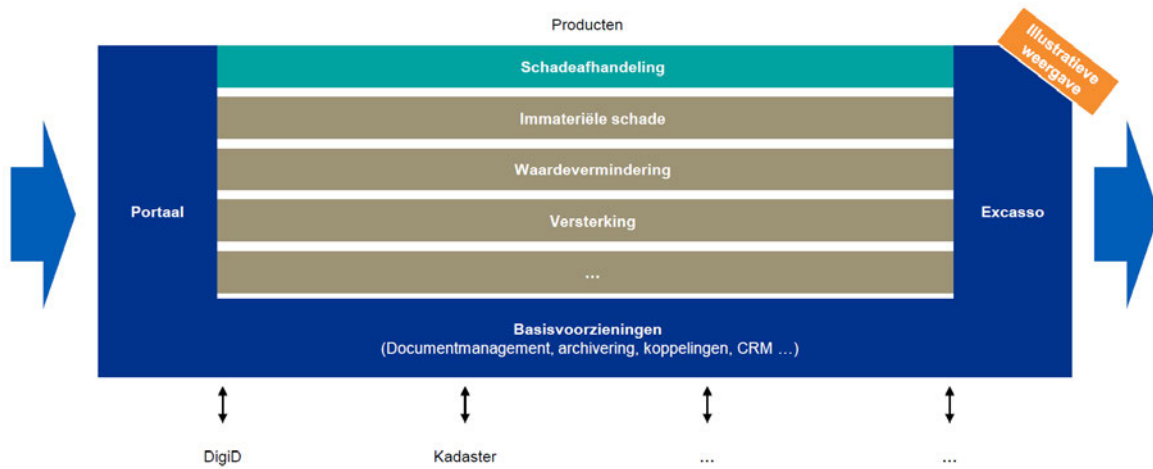 Producten
Illustratieve
weergave
Schadeafhandeling
Immateriële schade
Waardevermindering
Portaal
Versterking
Excasso
...
Basisvoorzieningen
(Documentmanagement, archivering, koppelingen, CRM ...)
DigiD
Kadaster
...
...